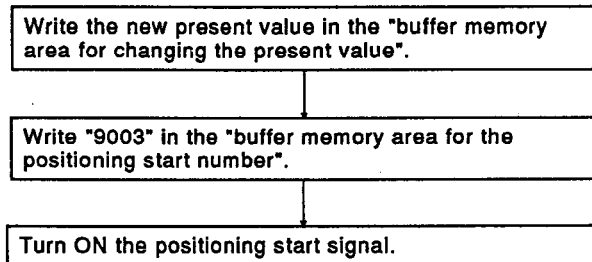 Write the new present value in the "buffer memory
area for changing the present value".
Write "9003" in the "buffer memory area for the
positioning start number".
Turn ON the positioning start signal.